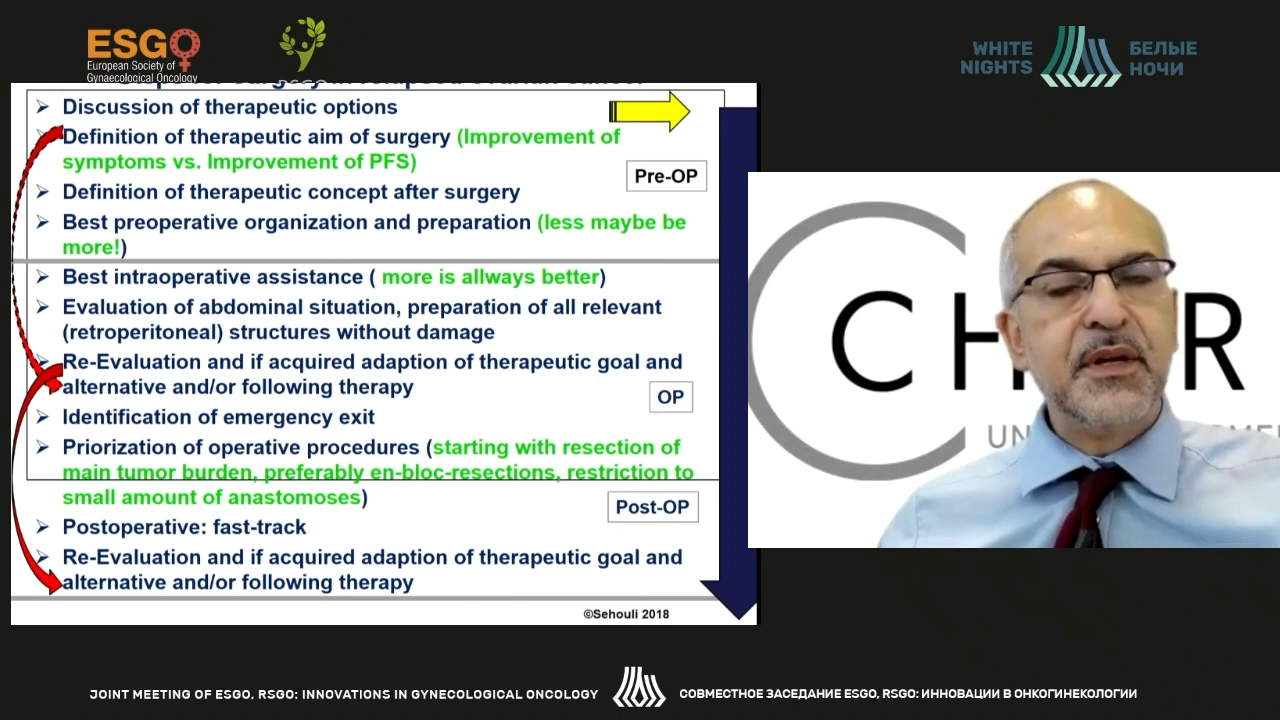 ESGO
European Society of
Gynaecological Oncology
WHITE
NIGHTS
БЕЛЫЕ
НОЧИ
Discussion of therapeutic options
Definition of therapeutic aim of surgery (Improvement of
symptoms vs. Improvement of PFS)
Pre-OP
Definition of therapeutic concept after surgery
Best preoperative organization and preparation (less maybe be
more!)
Best intraoperative assistance ( more is allways better)
Evaluation of abdominal situation, preparation of all relevant
(retroperitoneal) structures without damage
Re-Evaluation and if acquired adaption of therapeutic goal and
alternative and/or following therapy
OP
Identification of emergency exit
Priorization of operative procedures (starting with resection of
main tumor burden, preferably en-bloc-resections, restriction to
small amount of anastomoses)
Post-OP
Postoperative: fast-track
Re-Evaluation and if acquired adaption of therapeutic goal and
alternative and/or following therapy
©Sehouli 2018
JOINT MEETING OF ESGO, RSGO: INNOVATIONS IN GYNECOLOGICAL ONCOLOGY
СОВМЕСТНОЕ ЗАСЕДАНИЕ ESGO, RSGO: ИННОВАЦИИ В ОНКОГИНЕКОЛОГИИ